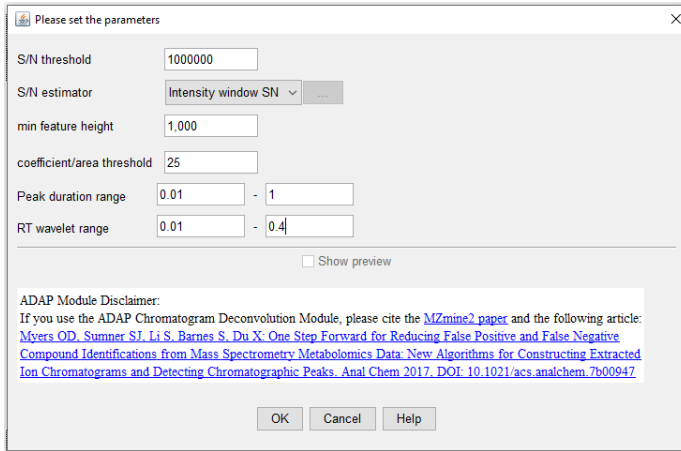 Please set the parameters
S/N threshold 1000000
S/N estimator Intensity window SN ...
min feature height 1,000
coefficient/area threshold 25
Peak duration range 0.01 - 1
RT wavelet range 0.01 - 0.4
Show preview
ADAP Module Disclaimer:
If you use the ADAP Chromatogram Deconvolution Module, please cite the MZmine2 paper and the following article:
Myers OD, Sumner SJ, Li S, Barnes S, Du X: One Step Forward for Reducing False Positive and False Negative
Compound Identifications from Mass Spectrometry Metabolomics Data: New Algorithms for Constructing Extracted
Ion Chromatograms and Detecting Chromatographic Peaks. Anal Chem 2017, DOI: 10.1021/acs.analchem.7b00947
OK Cancel Help